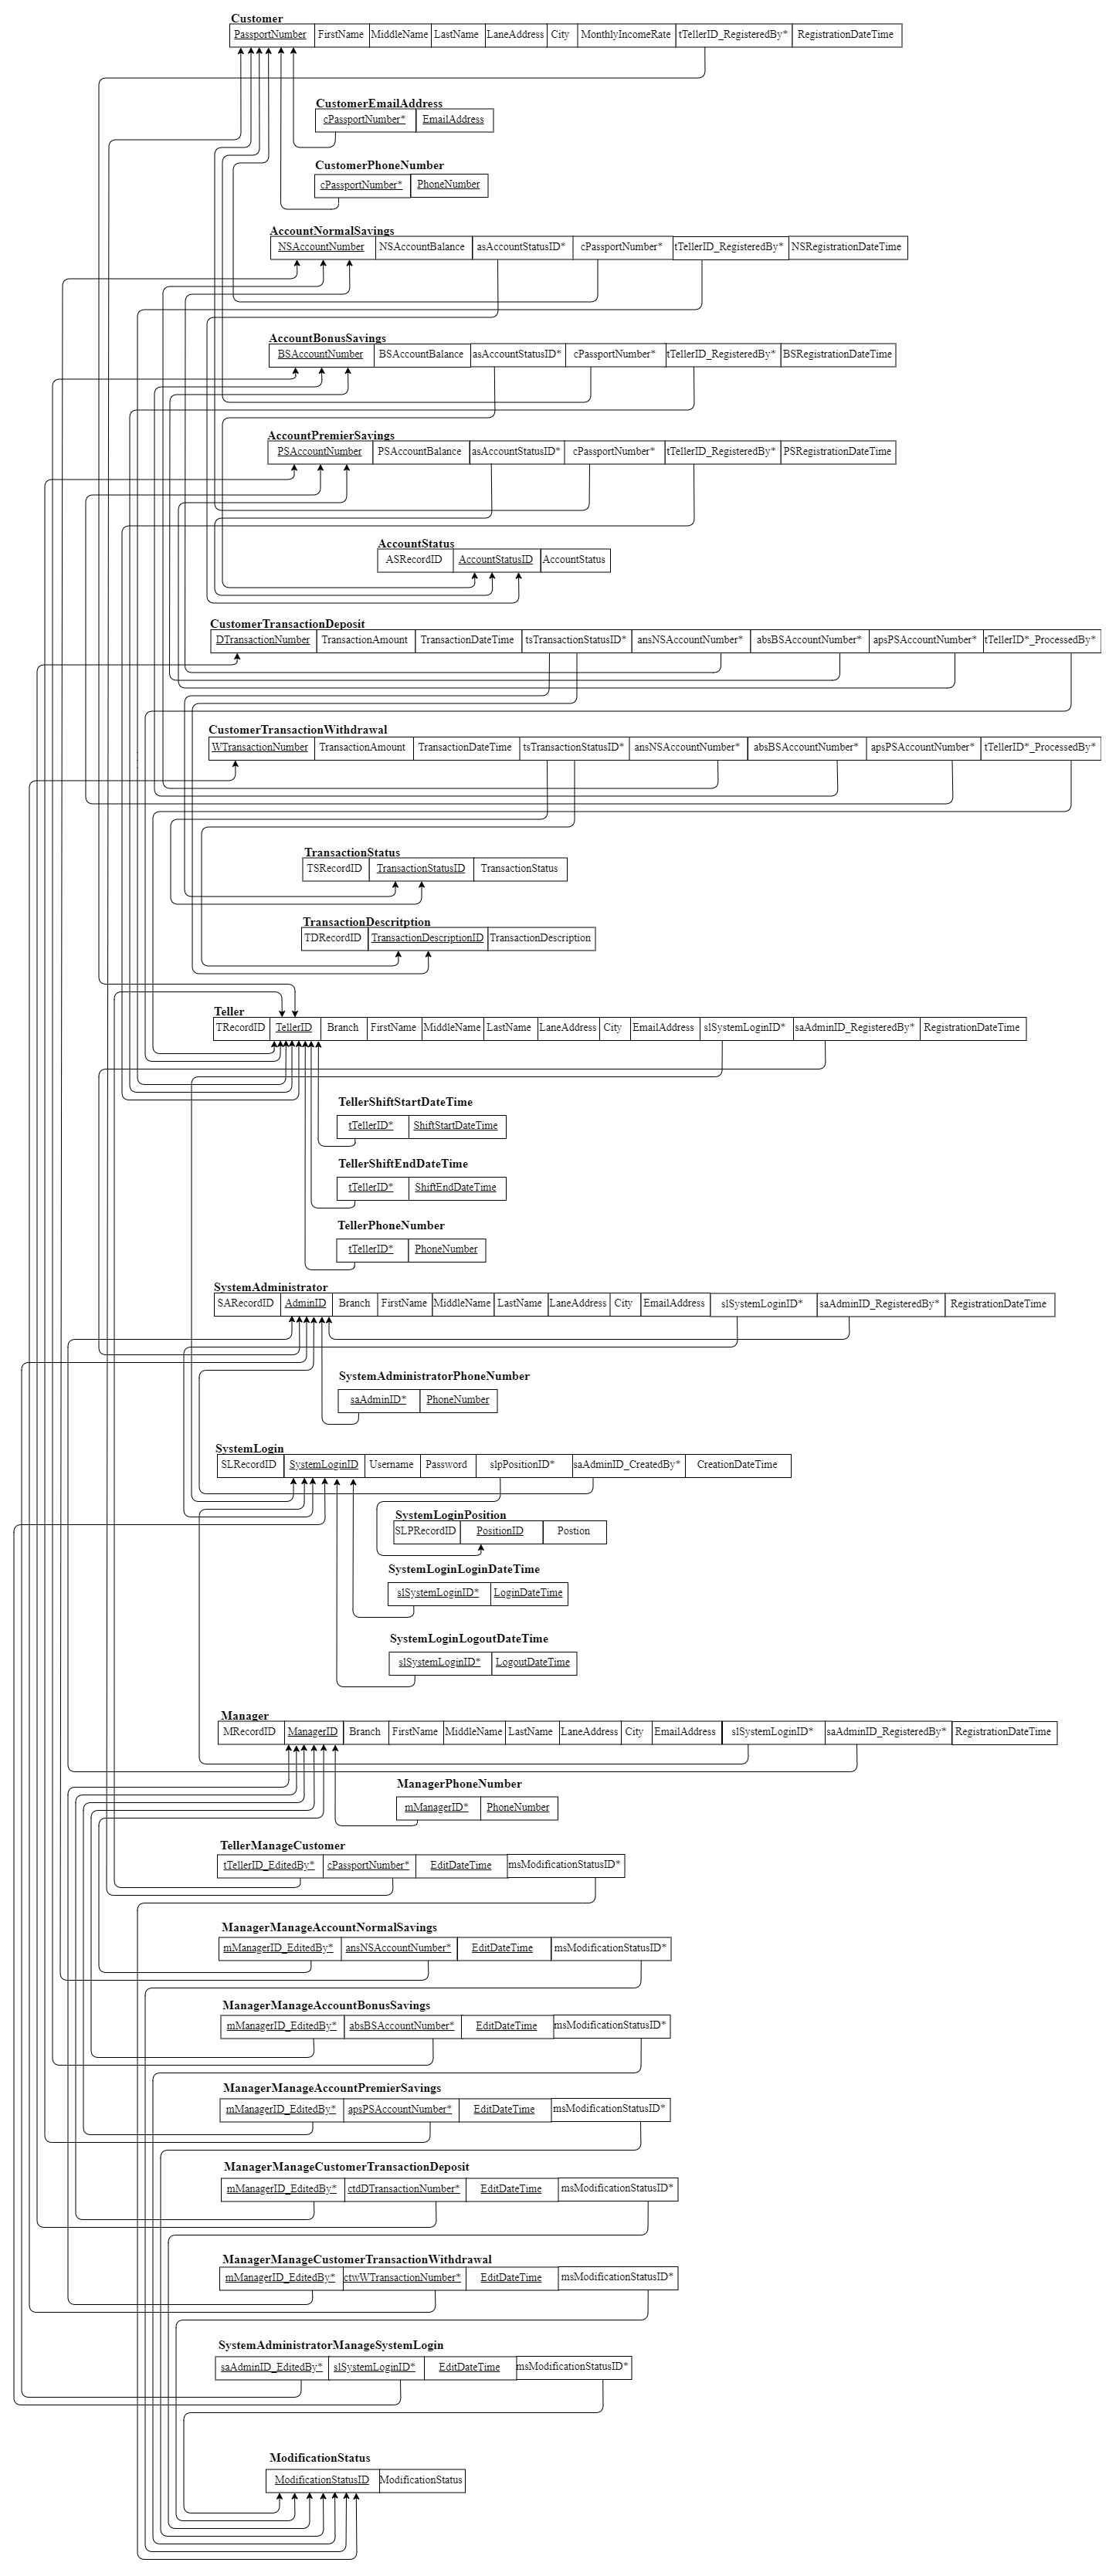 Customer
PassportNumber FirstName MiddleName LastName LaneAddress City MonthlyIncomeRate tTellerID_RegisteredBy* RegistrationDateTime
CustomerEmailAddress
cPassportNumber* EmailAddress
CustomerPhoneNumber
cPassportNumber* PhoneNumber
AccountNormalSavings
NSAccountNumber NSAccountBalance asAccountStatusID* cPassportNumber* tTellerID_RegisteredBy* NSRegistrationDateTime
AccountBonusSavings
BSAccountNumber BSAccountBalance asAccountStatusID* cPassportNumber* tTellerID_RegisteredBy* BSRegistrationDateTime
AccountPremierSavings
PSAccountNumber PSAccountBalance asAccountStatusID* cPassportNumber* tTellerID_RegisteredBy* PSRegistrationDateTime
AccountStatus
ASRecordID AccountStatusID AccountStatus
CustomerTransactionDeposit
DTransactionNumber TransactionAmount TransactionDateTime tsTransactionStatusID* ansNSAccountNumber* absBSAccountNumber* apsPSAccountNumber* tTellerID*_ProcessedBy*
CustomerTransactionWithdrawal
WTransactionNumber TransactionAmount TransactionDateTime tsTransactionStatusID* ansNSAccountNumber* absBSAccountNumber* apsPSAccountNumber* tTellerID*_ProcessedBy*
TransactionStatus
TSRecordID TransactionStatusID TransactionStatus
TransactionDescritption
TDRecordID TransactionDescriptionID TransactionDescription
Teller
TRecordID TellerID Branch FirstName MiddleName LastName LaneAddress City EmailAddress slSystemLoginID* saAdminID_RegisteredBy* RegistrationDateTime
TellerShiftStartDateTime
tTellerID* ShiftStartDateTime
TellerShiftEndDateTime
tTellerID* ShiftEndDateTime
TellerPhoneNumber
tTellerID* PhoneNumber
SystemAdministrator
SARecordID AdminID Branch FirstName MiddleName LastName LaneAddress City EmailAddress slSystemLoginID* saAdminID_RegisteredBy* RegistrationDateTime
SystemAdministratorPhoneNumber
saAdminID* PhoneNumber
SystemLogin
SLRecordID SystemLoginID Username Password slpPositionID* saAdminID_CreatedBy* CreationDateTime
SystemLoginPosition
SLPRecordID PositionID Postion
SystemLoginLoginDateTime
slSystemLoginID* LoginDateTime
SystemLoginLogoutDateTime
slSystemLoginID* LogoutDateTime
Manager
MRecordID ManagerID Branch FirstName MiddleName LastName LaneAddress City EmailAddress slSystemLoginID* saAdminID_RegisteredBy* RegistrationDateTime
ManagerPhoneNumber
mManagerID* PhoneNumber
TellerManageCustomer
tTellerID_EditedBy* cPassportNumber* EditDateTime msModificationStatusID*
ManagerManageAccountNormalSavings
mManagerID_EditedBy* ansNSAccountNumber* EditDateTime msModificationStatusID*
ManagerManageAccountBonusSavings
mManagerID_EditedBy* absBSAccountNumber* EditDateTime msModificationStatusID*
ManagerManageAccountPremierSavings
mManagerID_EditedBy* apsPSAccountNumber* EditDateTime msModificationStatusID*
ManagerManageCustomerTransactionDeposit
mManagerID_EditedBy* ctdDTransactionNumber* EditDateTime msModificationStatusID*
ManagerManageCustomerTransactionWithdrawal
mManagerID_EditedBy* ctwWTransactionNumber* EditDateTime msModificationStatusID*
SystemAdministratorManageSystemLogin
saAdminID_EditedBy* slSystemLoginID* EditDateTime msModificationStatusID*
ModificationStatus
ModificationStatusID ModificationStatus